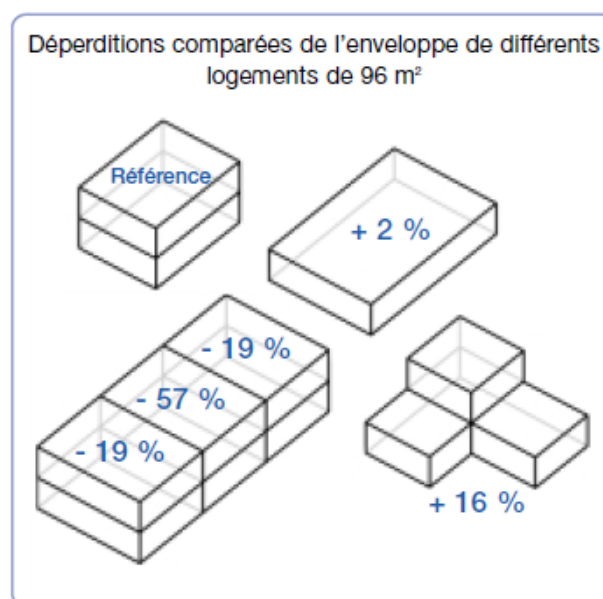 Déperditions comparées de l'enveloppe de différents
logements de 96 m²
Référence
+ 2 %
- 19 %
- 57 %
- 19 %
+ 16 %